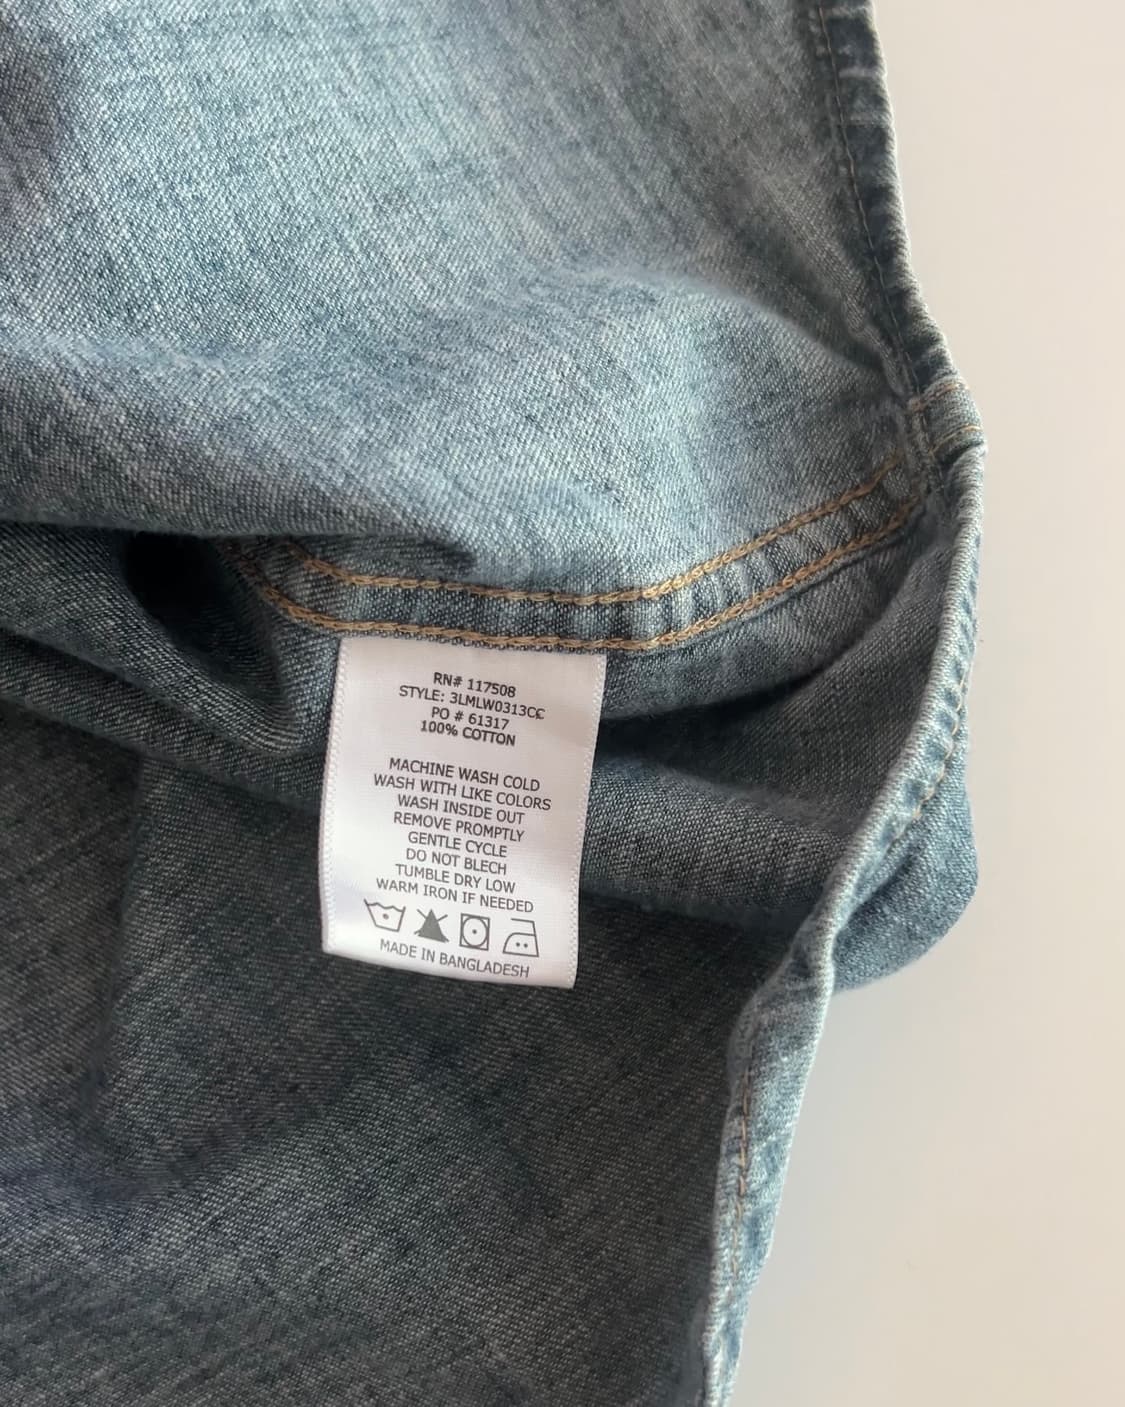 RN# 117508
STYLE: 3LMLW0313CC
PO # 61317
100% COTTON
MACHINE WASH COLD
WASH WITH LIKE COLORS
WASH INSIDE OUT
REMOVE PROMPTLY
GENTLE CYCLE
DO NOT BLECH
TUMBLE DRY LOW
WARM IRON IF NEEDED
MADE IN BANGLADESH